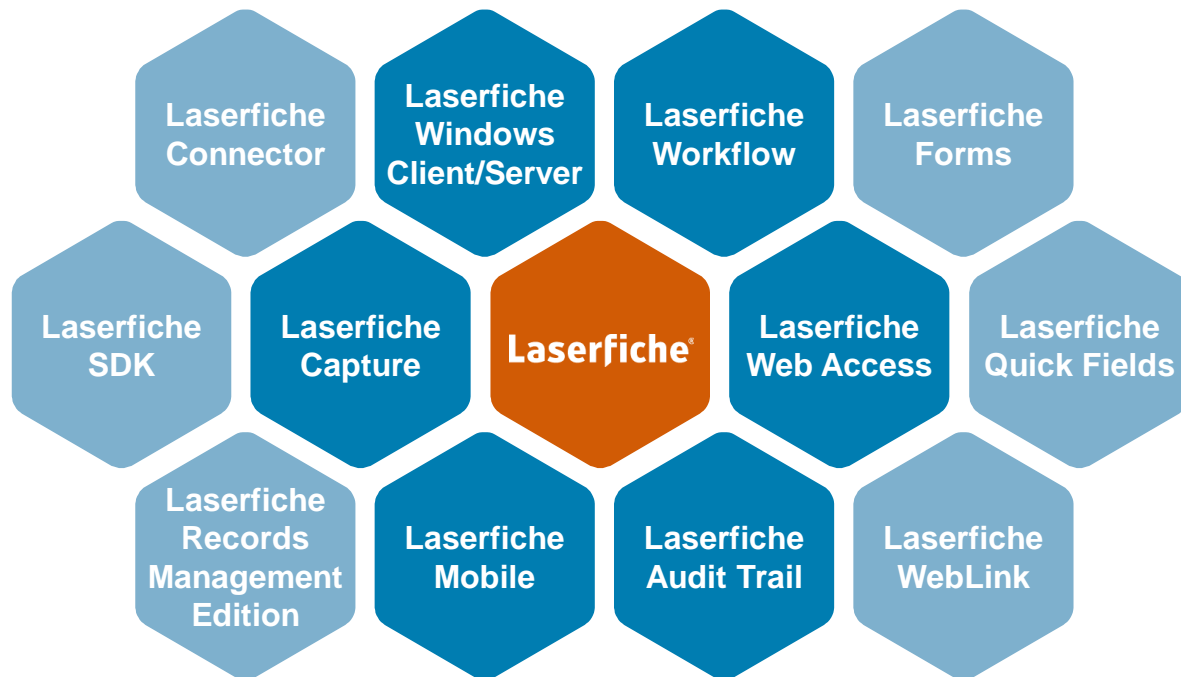 Laserfiche
Connector
Laserfiche
Windows
Client/Server
Laserfiche
Workflow
Laserfiche
Forms
Laserfiche
SDK
Laserfiche
Capture
Laserfiche®
Laserfiche
Web Access
Laserfiche
Quick Fields
Laserfiche
Records
Management
Edition
Laserfiche
Mobile
Laserfiche
Audit Trail
Laserfiche
WebLink